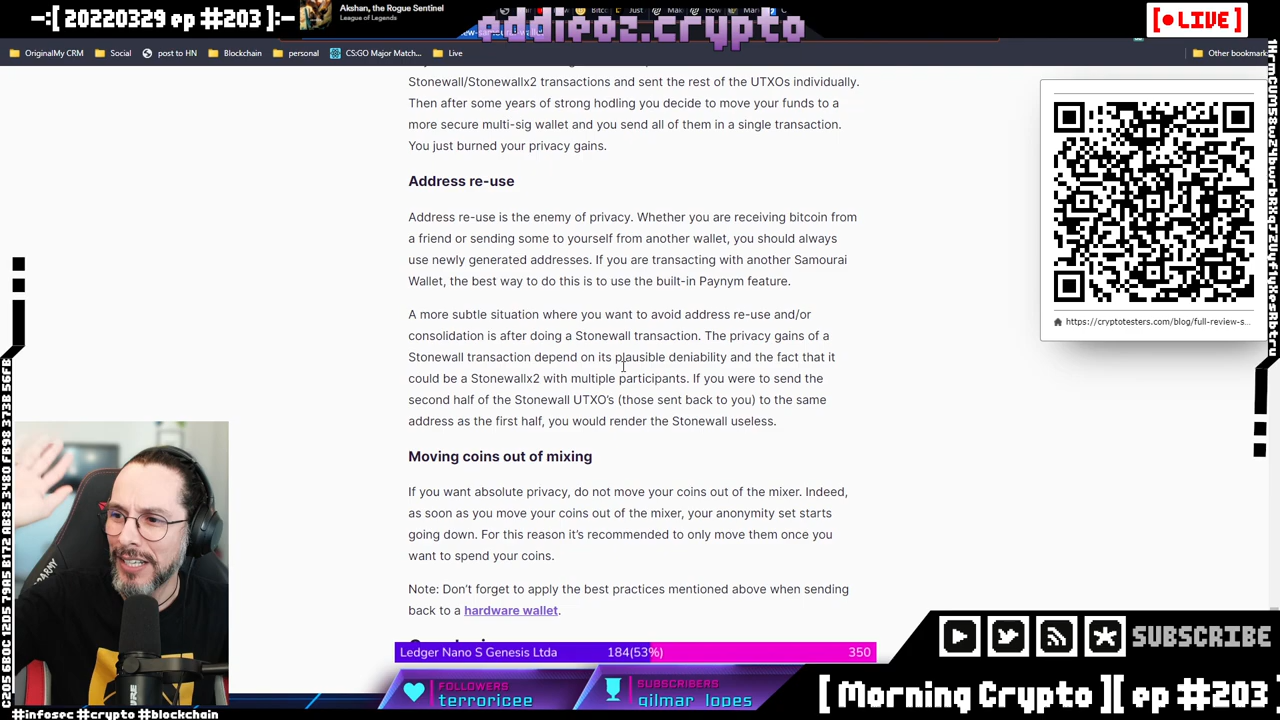 -:[ 20220329 ep #203 ]:-
Akshan, the Rogue Sentinel
League of Legends
eddieoz.crypto
[ LIVE ]
OriginalMy CRM
Social
post to HN
Blockchain
personal
CS:GO Major Match...
Live
Other bookmark
Stonewall/Stonewallx2 transactions and sent the rest of the UTXOs individually.
Then after some years of strong hodling you decide to move your funds to a
more secure multi-sig wallet and you send all of them in a single transaction.
You just burned your privacy gains.
Address re-use
Address re-use is the enemy of privacy. Whether you are receiving bitcoin from
a friend or sending some to yourself from another wallet, you should always
use newly generated addresses. If you are transacting with another Samourai
Wallet, the best way to do this is to use the built-in Paynym feature.
A more subtle situation where you want to avoid address re-use and/or
consolidation is after doing a Stonewall transaction. The privacy gains of a
Stonewall transaction depend on its plausible deniability and the fact that it
could be a Stonewallx2 with multiple participants. If you were to send the
second half of the Stonewall UTXO's (those sent back to you) to the same
address as the first half, you would render the Stonewall useless.
Moving coins out of mixing
If you want absolute privacy, do not move your coins out of the mixer. Indeed,
as soon as you move your coins out of the mixer, your anonymity set starts
going down. For this reason it's recommended to only move them once you
want to spend your coins.
Note: Don't forget to apply the best practices mentioned above when sending
back to a hardware wallet.
https://cryptotesters.com/blog/full-review-s...
Ledger Nano S Genesis Ltda 184(53%) 350
FOLLOWERS
terroricee
SUBSCRIBERS
gilmar_lopes
SUBSCRIBE
[ Morning Crypto ][ ep #203 ]
#infosec #crypto #blockchain